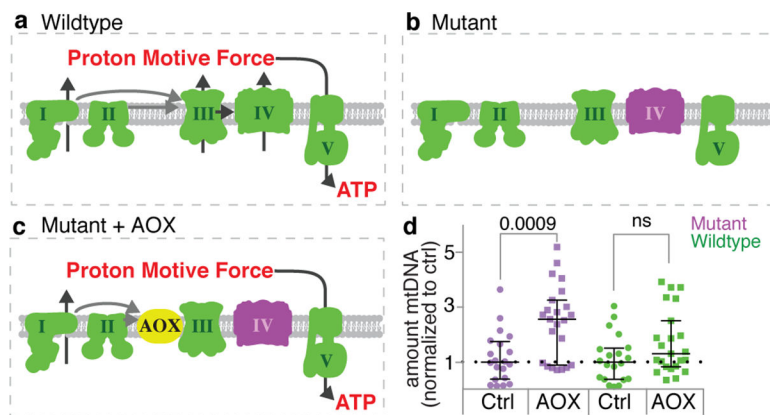 a Wildtype
Proton Motive Force
I II III IV V
ATP
b Mutant
I II III IV V
c Mutant + AOX
Proton Motive Force
I II AOX III IV V
ATP
d
Mutant
Wildtype
0.0009
ns
amount mtDNA
(normalized to ctrl)
5
3
1
Ctrl AOX Ctrl AOX